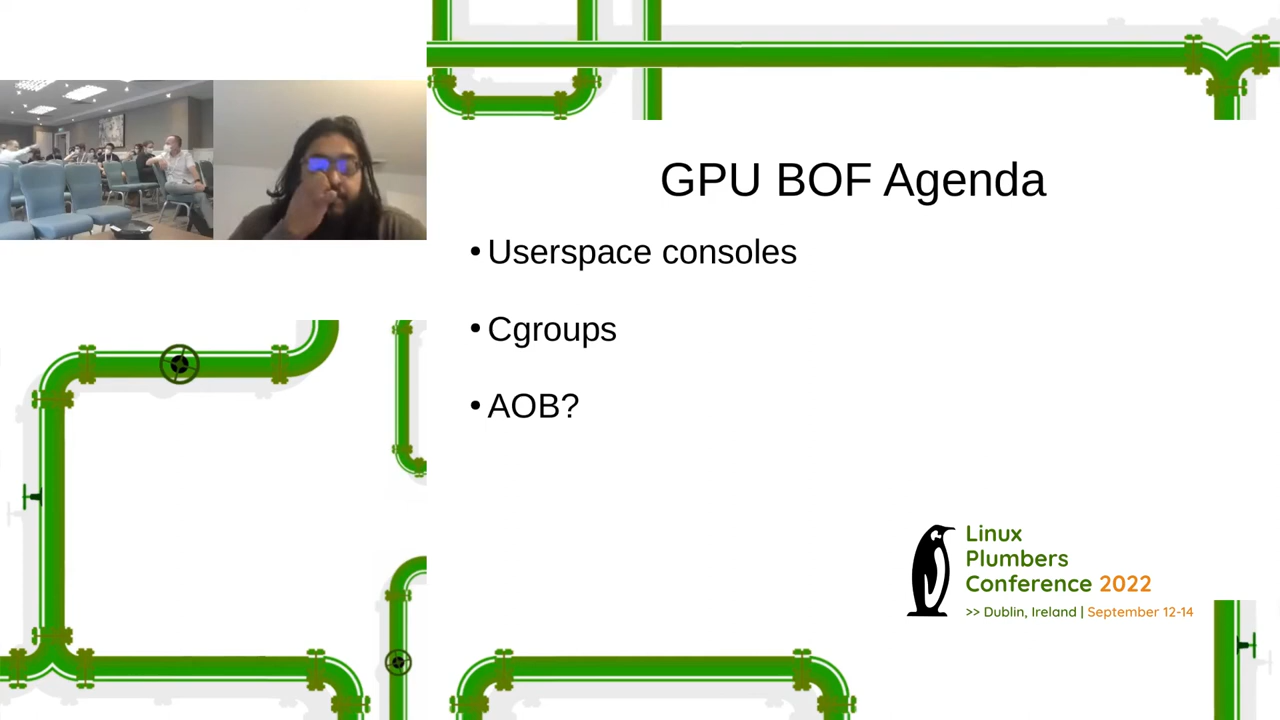 GPU BOF Agenda
• Userspace consoles
• Cgroups
• AOB?
Linux
Plumbers
Conference 2022
>> Dublin, Ireland | September 12-14